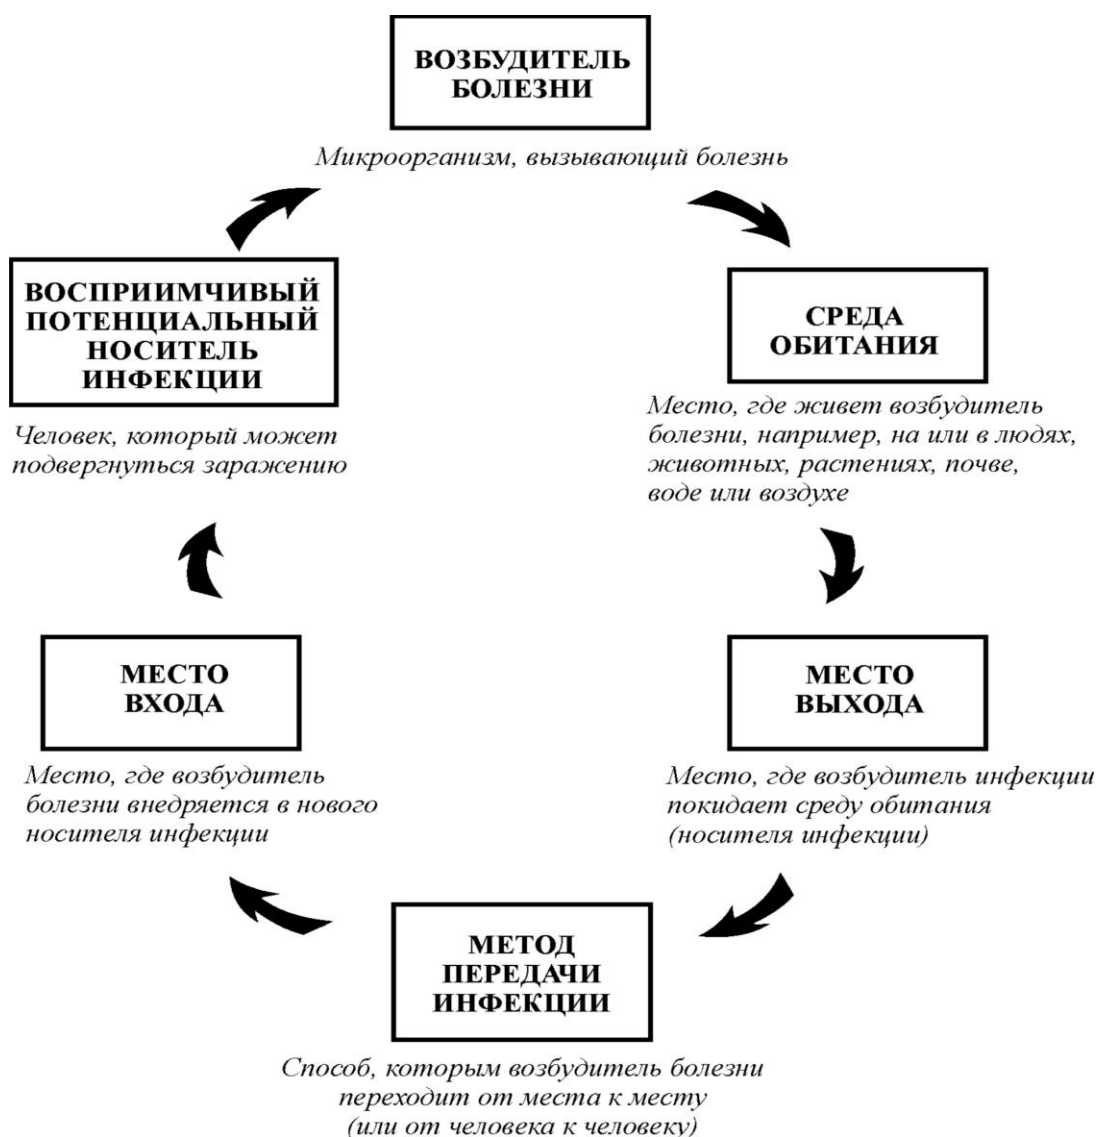 ВОЗБУДИТЕЛЬ
БОЛЕЗНИ
Микроорганизм, вызывающий болезнь
СРЕДА
ОБИТАНИЯ
Место, где живет возбудитель
болезни, например, на или в людях,
животных, растениях, почве,
воде или воздухе
МЕСТО
ВЫХОДА
Место, где возбудитель инфекции
покидает среду обитания
(носителя инфекции)
МЕТОД
ПЕРЕДАЧИ
ИНФЕКЦИИ
Способ, которым возбудитель болезни
переходит от места к месту
(или от человека к человеку)
МЕСТО
ВХОДА
Место, где возбудитель
болезни внедряется в нового
носителя инфекции
ВОСПРИИМЧИВЫЙ
ПОТЕНЦИАЛЬНЫЙ
НОСИТЕЛЬ
ИНФЕКЦИИ
Человек, который может
подвергнуться заражению